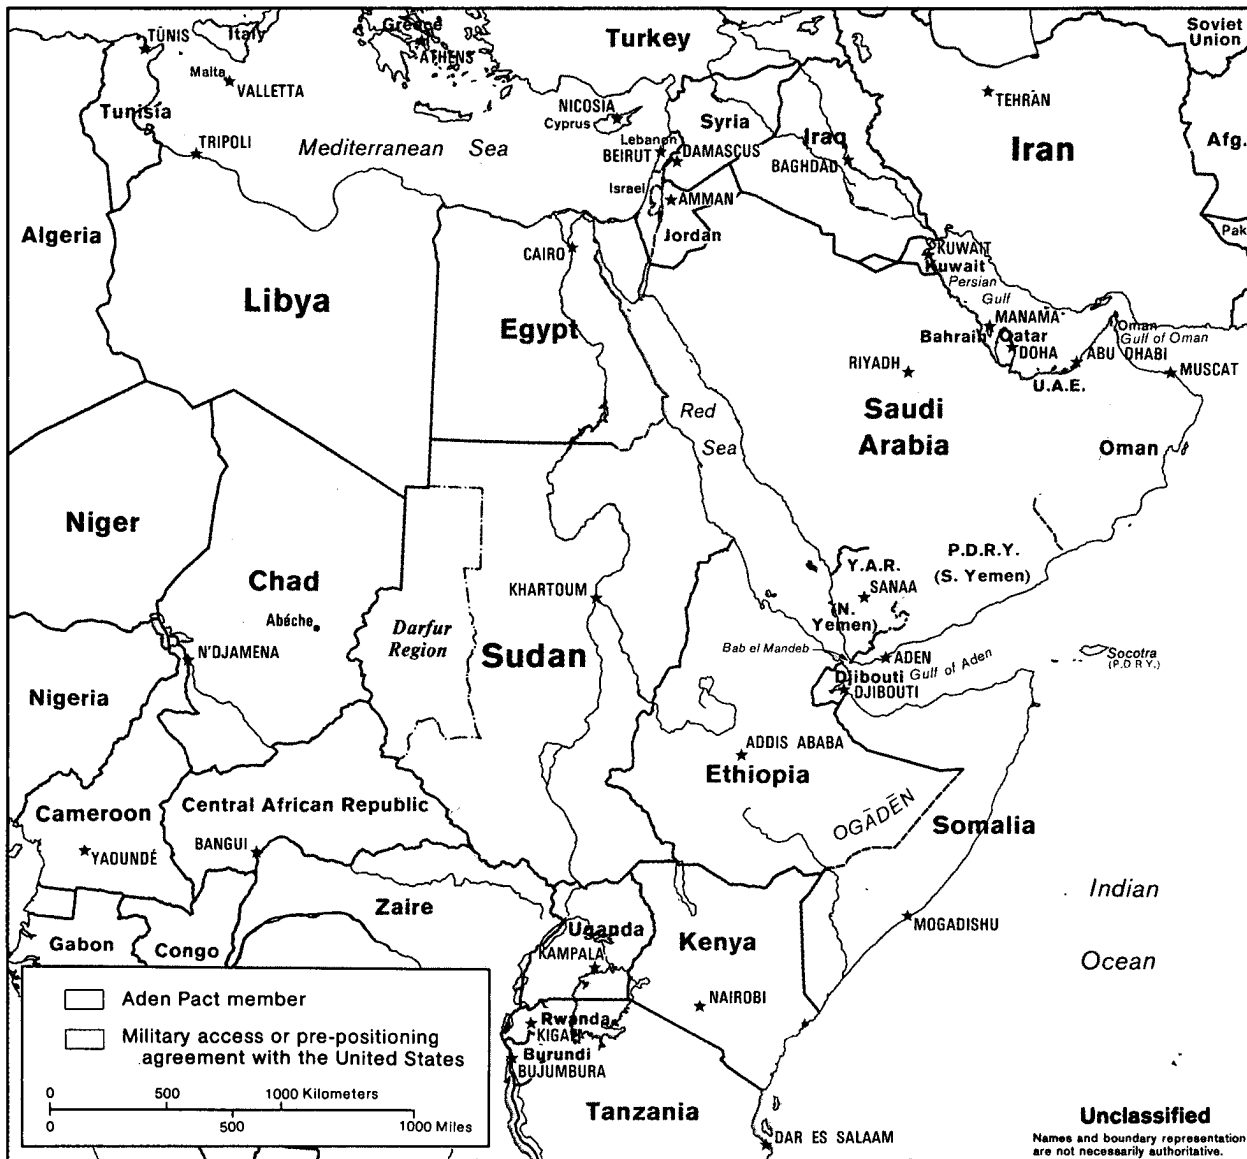 TŪNIS
Italy
Greece
ATHENS
Turkey
Soviet
Union
Malta
VALLETTA
Tunisia
TRIPOLI
Mediterranean Sea
NICOSIA
Cyprus
Syria
Lebanon
BEIRUT
DAMASCUS
Iraq
BAGHDAD
TEHRĀN
Iran
Afg.
Israel
AMMAN
Jordan
Algeria
Libya
CAIRO
Egypt
KUWAIT
Kuwait
Persian
Gulf
Pak
MANAMA
Bahrain
Qatar
DOHA
Oman
Gulf of Oman
ABU DHABI
U.A.E.
MUSCAT
RIYADH
Saudi
Arabia
Red
Sea
Oman
Niger
Chad
Abéche
N'DJAMENA
Darfur
Region
KHARTOUM
Sudan
Y.A.R.
SANAA
(N.
Yemen)
P.D.R.Y.
(S. Yemen)
Bab el Mandeb
ADEN
Gulf of Aden
Socotra
(P.D.R.Y.)
Djibouti
DJIBOUTI
Nigeria
ADDIS ABABA
Ethiopia
OGĀDĒN
Somalia
Cameroon
YAOUNDÉ
Central African Republic
BANGUI
Zaire
Gabon
Congo
Uganda
KAMPALA
Kenya
NAIROBI
MOGADISHU
Indian
Ocean
Rwanda
KIGALI
Burundi
BUJUMBURA
Tanzania
DAR ES SALAAM
Aden Pact member
Military access or pre-positioning
agreement with the United States
0 500 1000 Kilometers
0 500 1000 Miles
Unclassified
Names and boundary representation
are not necessarily authoritative.